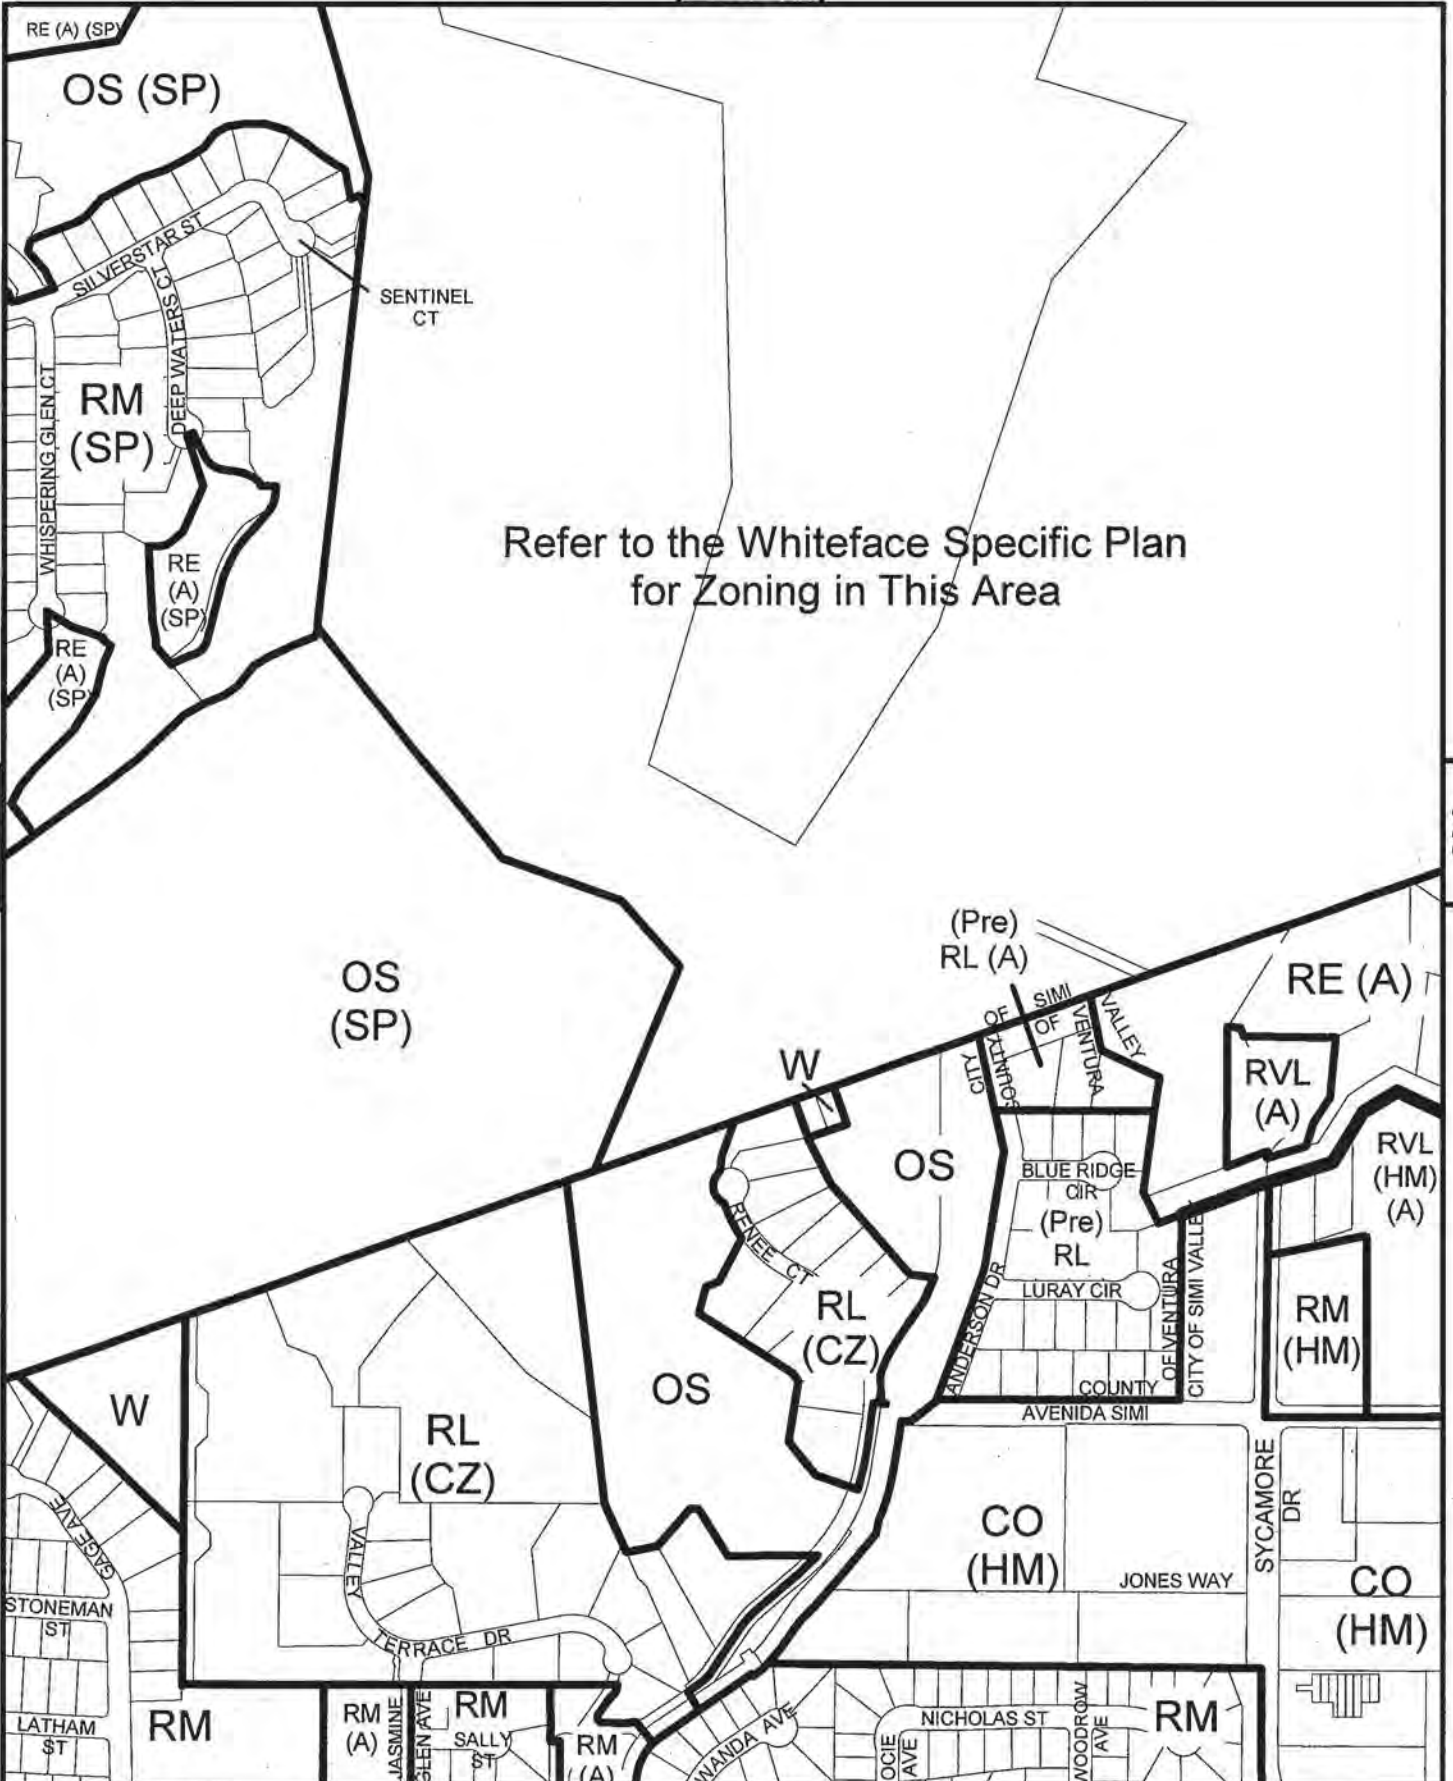 RE (A) (SP)
OS (SP)
SILVERSTAR ST
SENTINEL
CT
DEEP WATERS CT
WHISPERING GLEN CT
RM
(SP)
RE
(A)
(SP)
RE
(A)
(SP)
Refer to the Whiteface Specific Plan
for Zoning in This Area
OS
(SP)
(Pre)
RL (A)
CITY OF SIMI VALLEY
COUNTY OF VENTURA
RE (A)
RVL
(A)
RVL
(HM)
(A)
W
OS
BLUE RIDGE
CIR
(Pre)
RL
LURAY CIR
ANDERSON DR
COUNTY OF VENTURA
CITY OF SIMI VALLEY
RM
(HM)
RENEE CT
RL
(CZ)
OS
AVENIDA SIMI
W
RL
(CZ)
GAGE AVE
VALLEY
TERRACE DR
STONEMAN
ST
CO
(HM)
JONES WAY
SYCAMORE
DR
CO
(HM)
LATHAM
ST
RM
RM
(A)
JASMINE
GLEN AVE
RM
SALLY
ST
RM
(A)
NANDA AVE
OCIE
AVE
NICHOLAS ST
WOODROW
AVE
RM